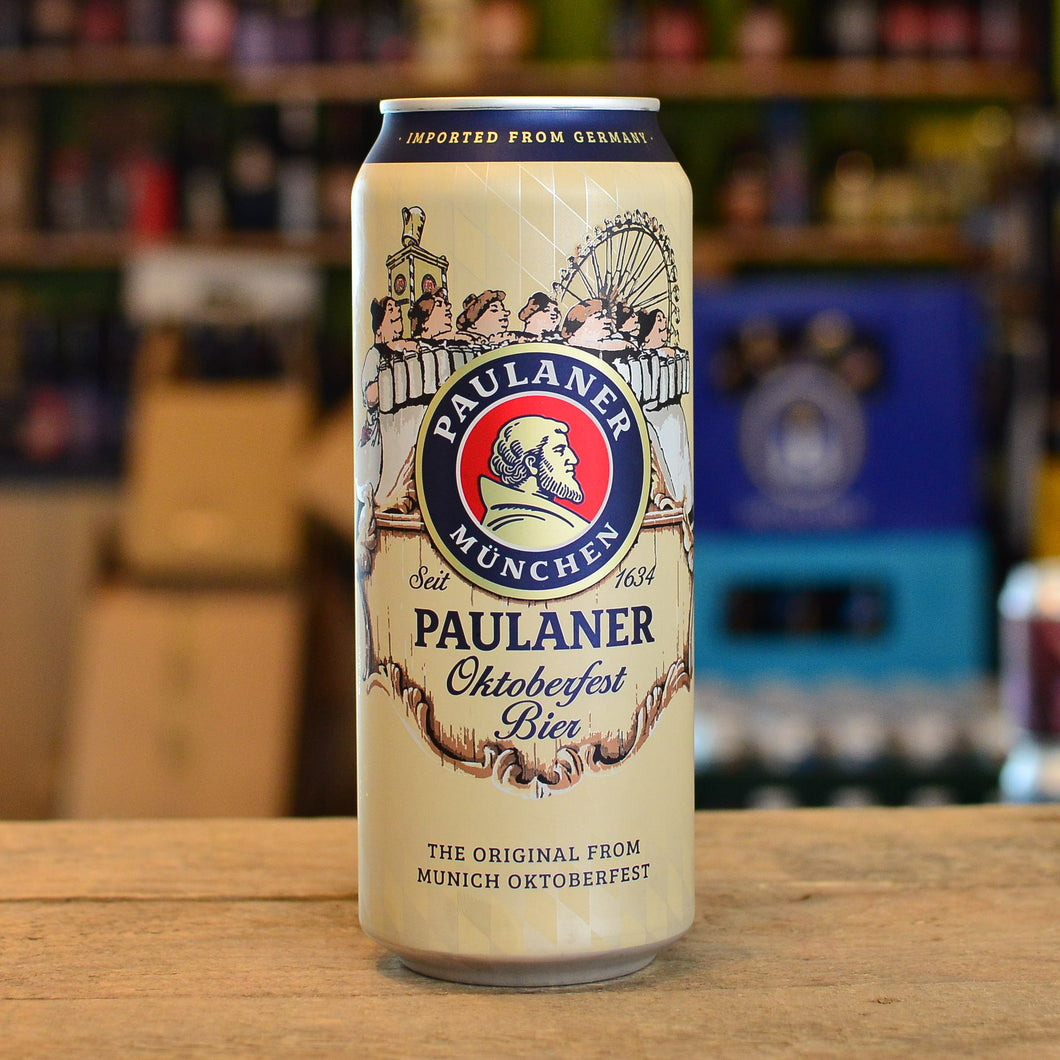 · IMPORTED FROM GERMANY ·
PAULANER
MÜNCHEN
Seit 1634
PAULANER
Oktoberfest
Bier
THE ORIGINAL FROM
MUNICH OKTOBERFEST